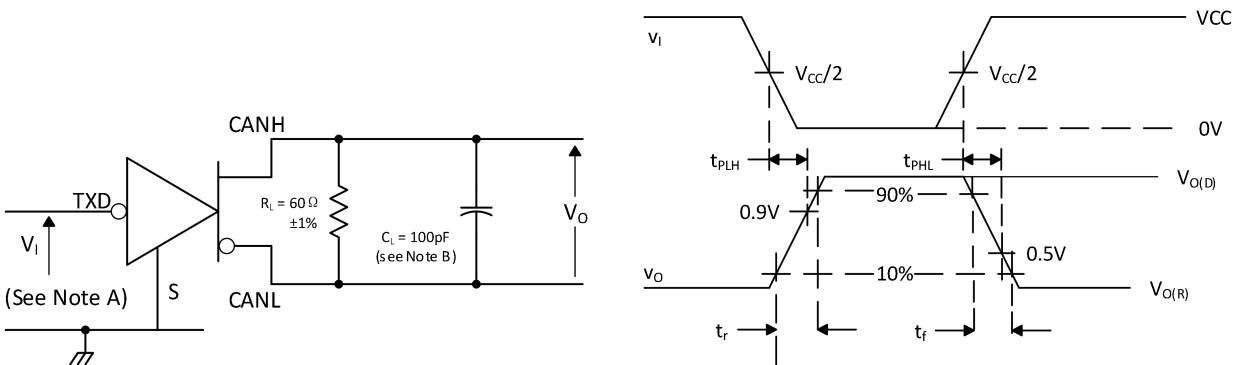 CANH
TXD
R_L = 60 Ω
±1%
V_O
V_I
C_L = 100pF
(see Note B)
(See Note A)
S
CANL
v_I
VCC
V_CC/2
V_CC/2
0V
t_PLH
t_PHL
V_O(D)
90%
0.9V
0.5V
v_O
10%
V_O(R)
t_r
t_f